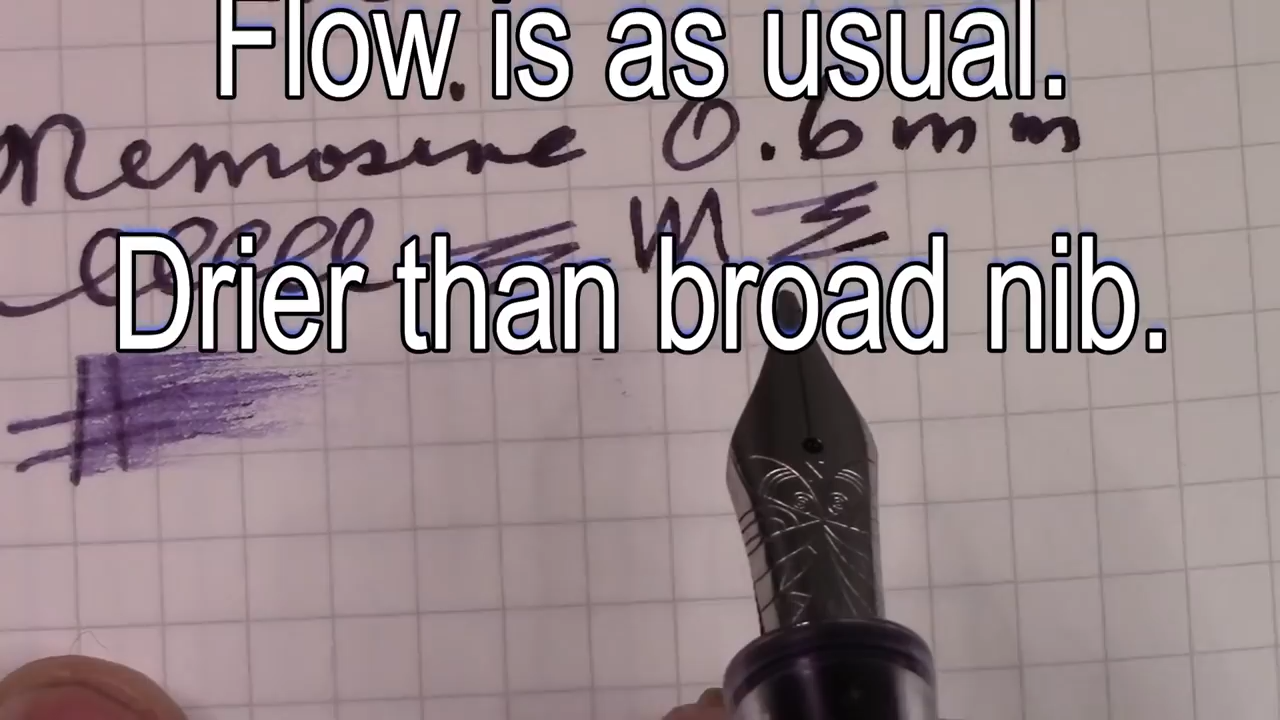 Flow is as usual.
Nemosine 0.6mm
M
Drier than broad nib.